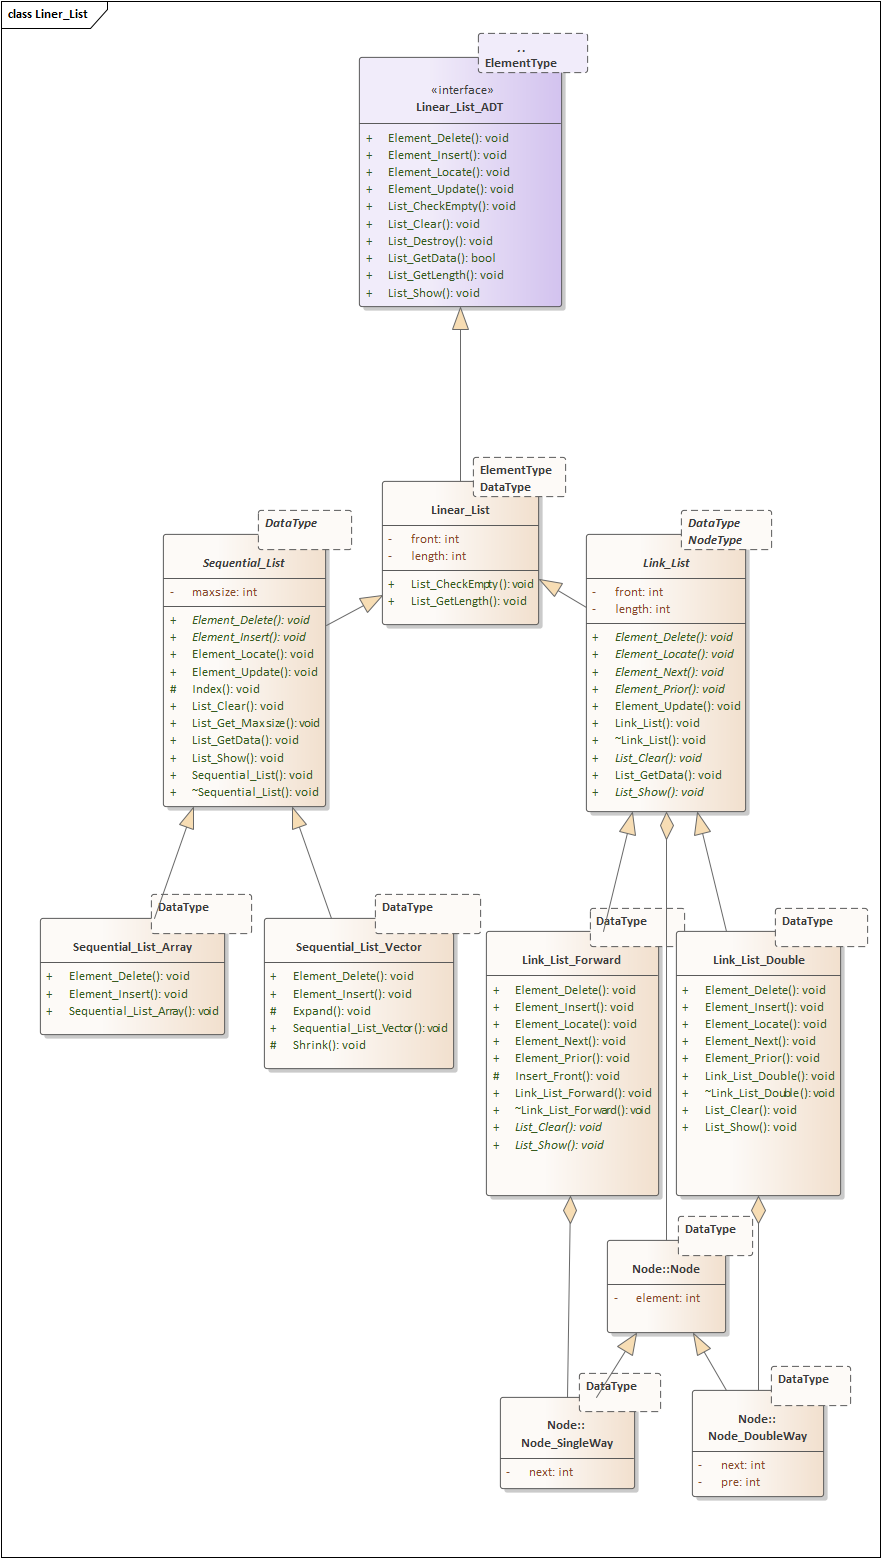 class Liner_List
..
ElementType
«interface»
Linear_List_ADT
+ Element_Delete(): void
+ Element_Insert(): void
+ Element_Locate(): void
+ Element_Update(): void
+ List_CheckEmpty(): void
+ List_Clear(): void
+ List_Destroy(): void
+ List_GetData(): bool
+ List_GetLength(): void
+ List_Show(): void
ElementType
DataType
Linear_List
- front: int
- length: int
+ List_CheckEmpty(): void
+ List_GetLength(): void
DataType
Sequential_List
- maxsize: int
+ Element_Delete(): void
+ Element_Insert(): void
+ Element_Locate(): void
+ Element_Update(): void
# Index(): void
+ List_Clear(): void
+ List_Get_Maxsize(): void
+ List_GetData(): void
+ List_Show(): void
+ Sequential_List(): void
+ ~Sequential_List(): void
DataType
NodeType
Link_List
- front: int
- length: int
+ Element_Delete(): void
+ Element_Locate(): void
+ Element_Next(): void
+ Element_Prior(): void
+ Element_Update(): void
+ Link_List(): void
+ ~Link_List(): void
+ List_Clear(): void
+ List_GetData(): void
+ List_Show(): void
DataType
Sequential_List_Array
+ Element_Delete(): void
+ Element_Insert(): void
+ Sequential_List_Array(): void
DataType
Sequential_List_Vector
+ Element_Delete(): void
+ Element_Insert(): void
# Expand(): void
+ Sequential_List_Vector(): void
# Shrink(): void
DataType
Link_List_Forward
+ Element_Delete(): void
+ Element_Insert(): void
+ Element_Locate(): void
+ Element_Next(): void
+ Element_Prior(): void
# Insert_Front(): void
+ Link_List_Forward(): void
+ ~Link_List_Forward(): void
+ List_Clear(): void
+ List_Show(): void
DataType
Link_List_Double
+ Element_Delete(): void
+ Element_Insert(): void
+ Element_Locate(): void
+ Element_Next(): void
+ Element_Prior(): void
+ Link_List_Double(): void
+ ~Link_List_Double(): void
+ List_Clear(): void
+ List_Show(): void
DataType
Node::Node
- element: int
DataType
Node::
Node_SingleWay
- next: int
DataType
Node::
Node_DoubleWay
- next: int
- pre: int